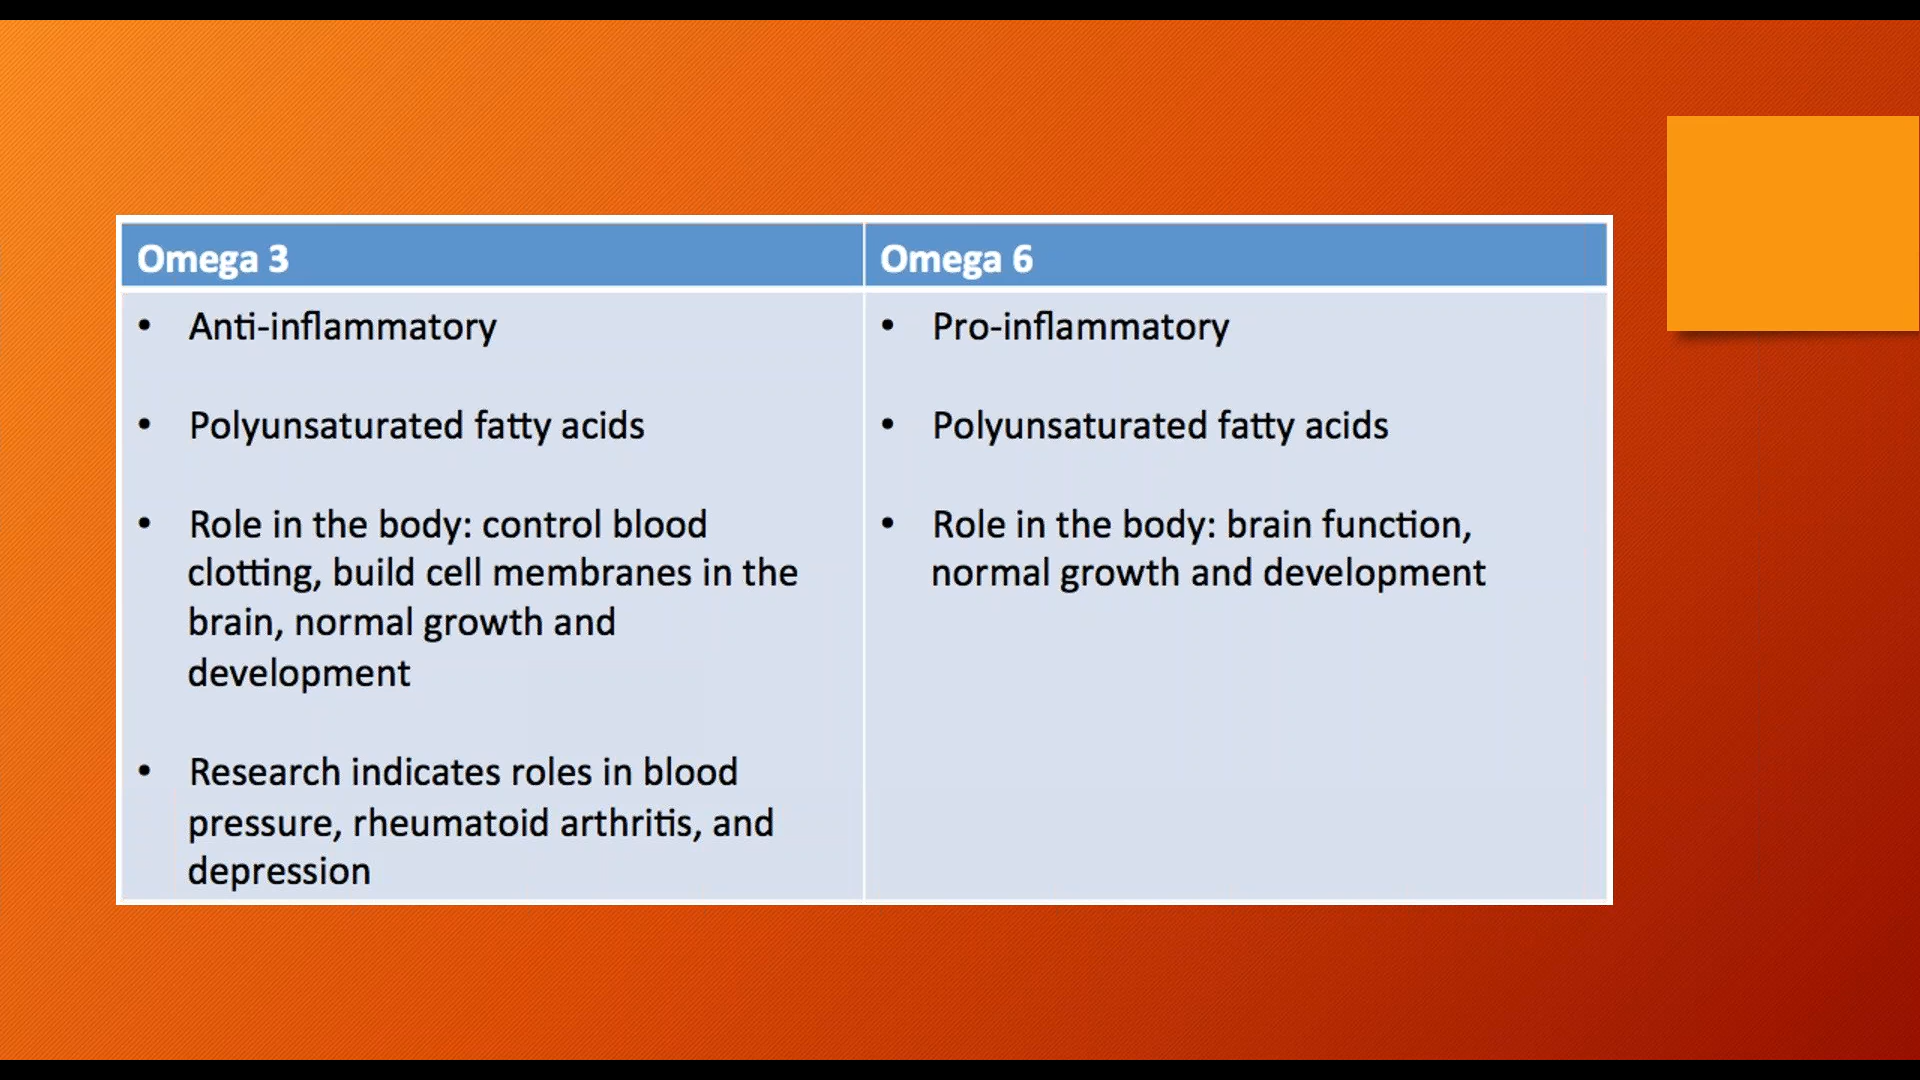 Omega 3
• Anti-inflammatory
• Polyunsaturated fatty acids
• Role in the body: control blood
clotting, build cell membranes in the
brain, normal growth and
development
• Research indicates roles in blood
pressure, rheumatoid arthritis, and
depression
Omega 6
• Pro-inflammatory
• Polyunsaturated fatty acids
• Role in the body: brain function,
normal growth and development